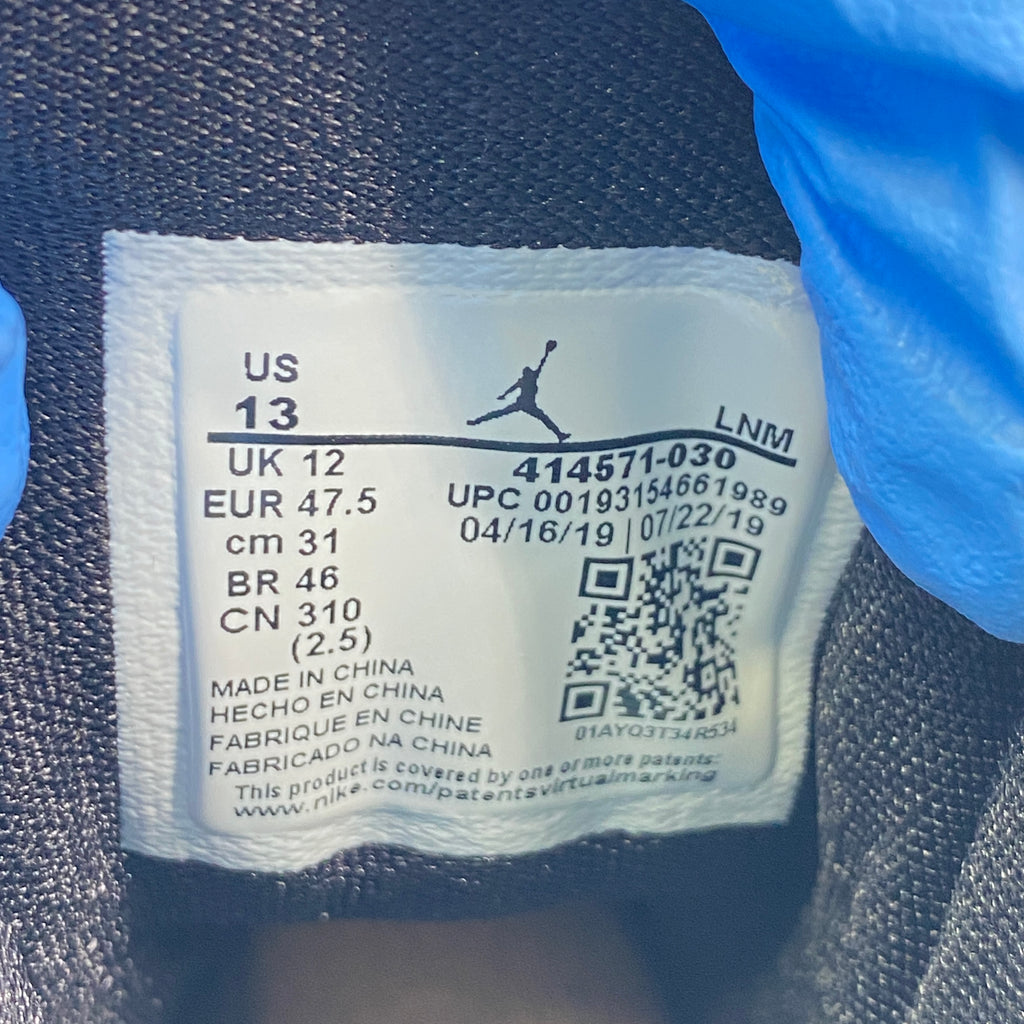 US
13
LNM
UK 12
414571-030
EUR 47.5
UPC 00193154661989
cm 31
04/16/19 | 07/22/19
BR 46
CN 310
(2.5)
MADE IN CHINA
HECHO EN CHINA
FABRIQUE EN CHINE
FABRICADO NA CHINA
01AYQ3T34R534
This product is covered by one or more patents:
www.nike.com/patentsvirtualmarking